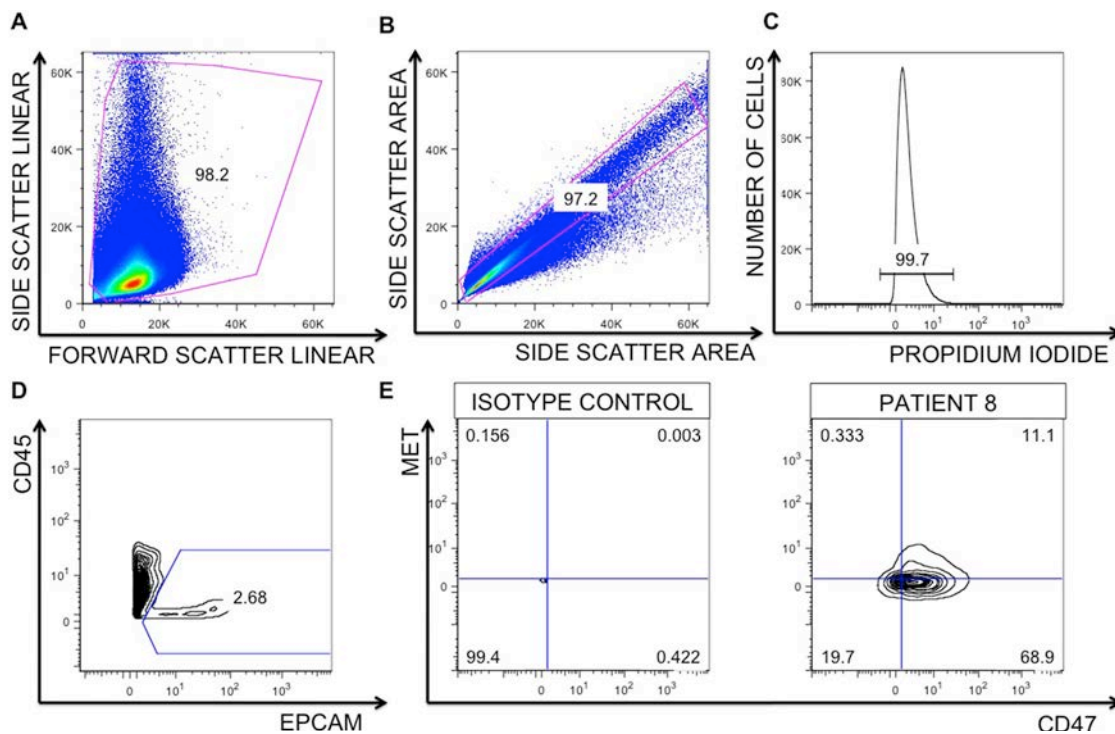 A
SIDE SCATTER LINEAR
60K
40K
20K
0
98.2
0 20K 40K 60K
FORWARD SCATTER LINEAR
B
SIDE SCATTER AREA
60K
40K
20K
0
97.2
0 20K 40K 60K
SIDE SCATTER AREA
C
NUMBER OF CELLS
80K
80K
40K
20K
0
99.7
0 10¹ 10² 10³
PROPIDIUM IODIDE
D
CD45
10³
10²
10¹
0
2.68
0 10¹ 10² 10³
EPCAM
E
MET
ISOTYPE CONTROL
0.156 0.003
10³
10²
10¹
0
99.4 0.422
0 10¹ 10² 10³
PATIENT 8
0.333 11.1
10³
10²
10¹
0
19.7 68.9
0 10¹ 10² 10³
CD47